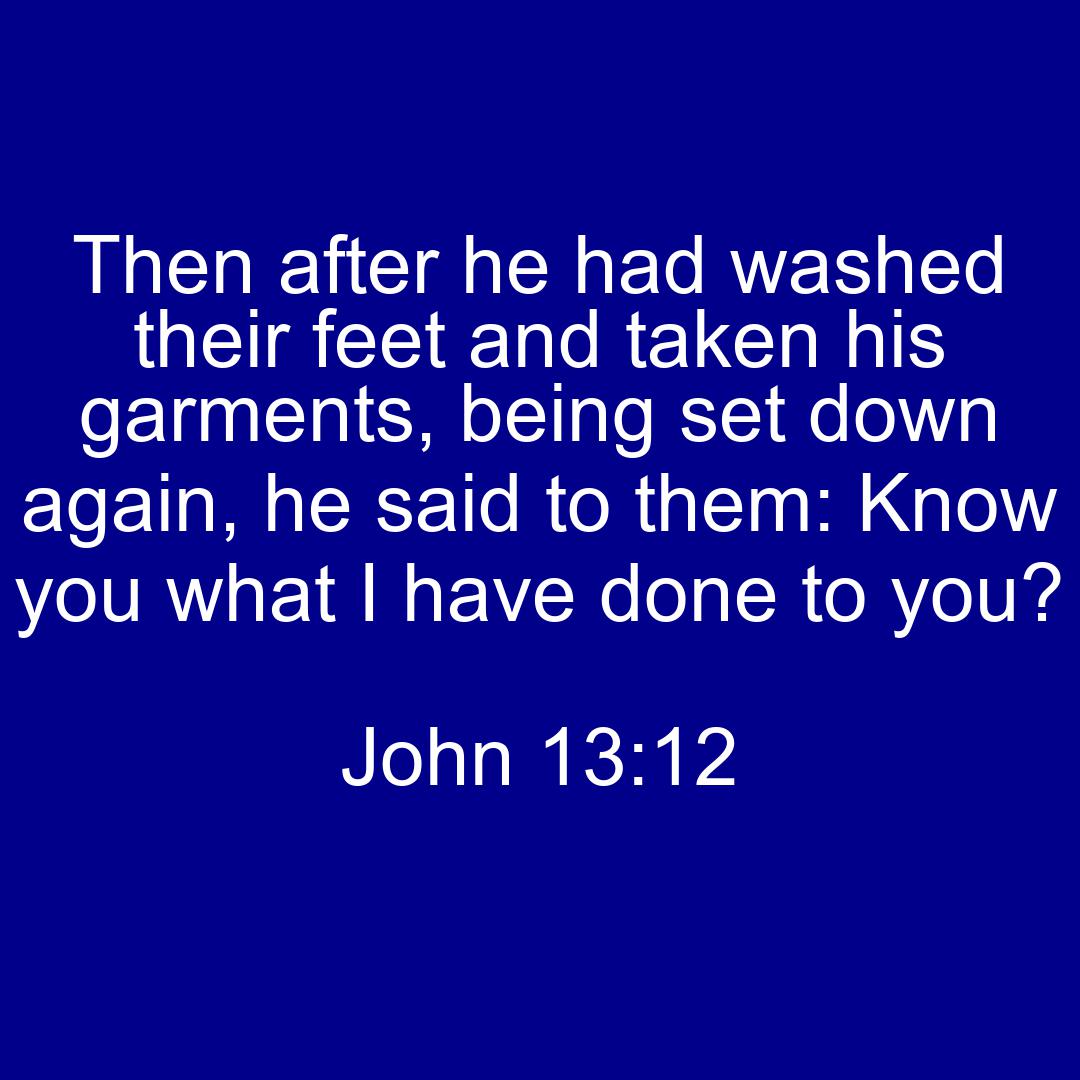 Then after he had washed
their feet and taken his
garments, being set down
again, he said to them: Know
you what I have done to you?
John 13:12